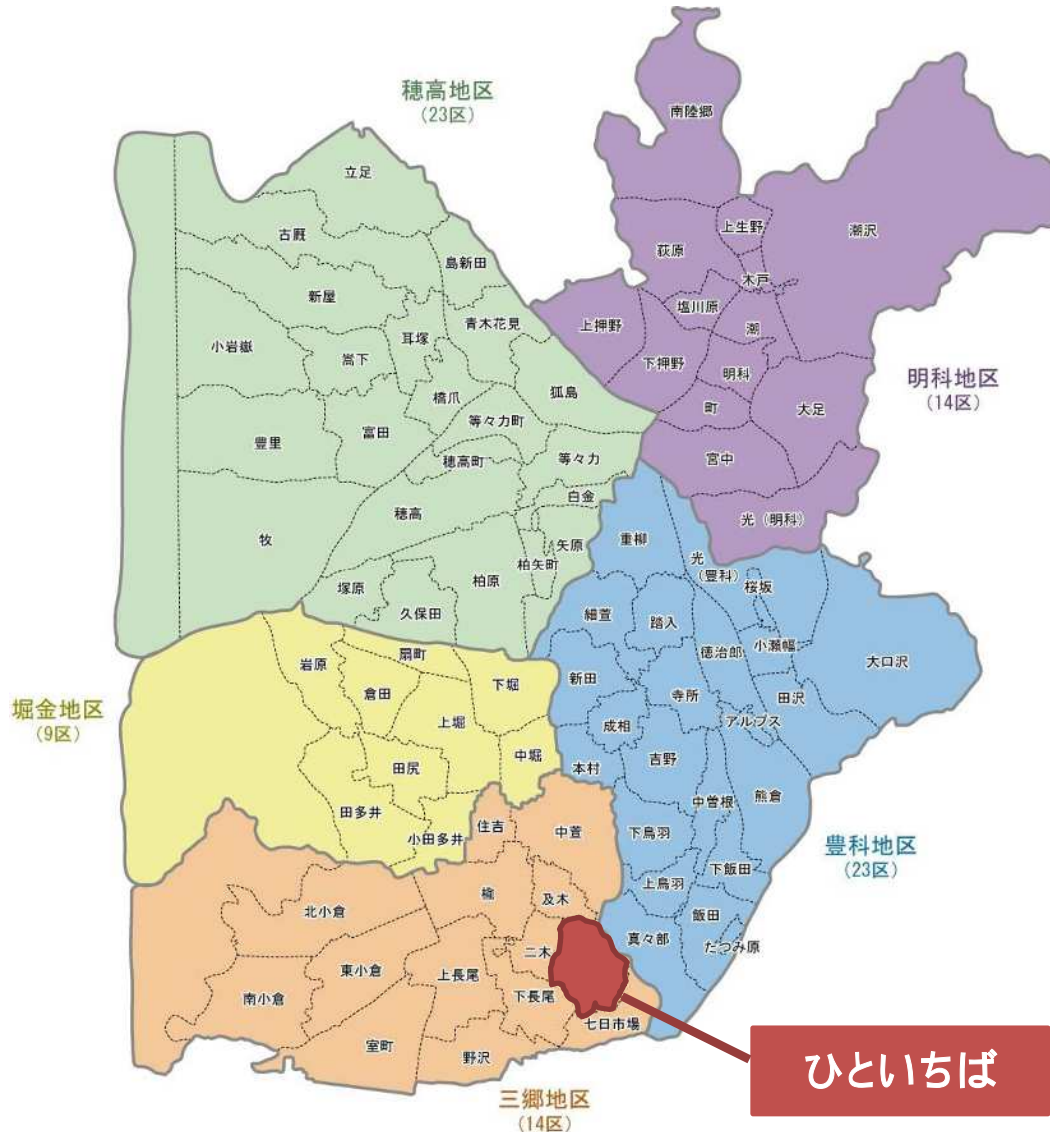 穂高地区
(23区)
南陸郷
立足
上生野
潮沢
古厩
荻原
島新田
木戸
新屋
塩川原
青木花見
上押野
潮
耳塚
小岩嶽
嵩下
下押野
明科
明科地区
(14区)
橋爪
狐島
町
大足
等々力町
富田
豊里
穂高町
等々力
宮中
白金
穂高
光(明科)
牧
矢原
重柳
柏矢町
光
(豊科)
柏原
塚原
桜坂
久保田
細萱
踏入
小瀬幅
徳治郎
扇町
岩原
大口沢
新田
下堀
倉田
寺所
田沢
堀金地区
(9区)
上堀
成相
アルプス
中堀
吉野
田尻
本村
熊倉
中曽根
田多井
住吉
小田多井
中萱
下鳥羽
豊科地区
(23区)
下飯田
上鳥羽
楡
及木
北小倉
飯田
真々部
だつみ原
二木
東小倉
上長尾
南小倉
下長尾
七日市場
室町
野沢
ひといちば
三郷地区
(14区)